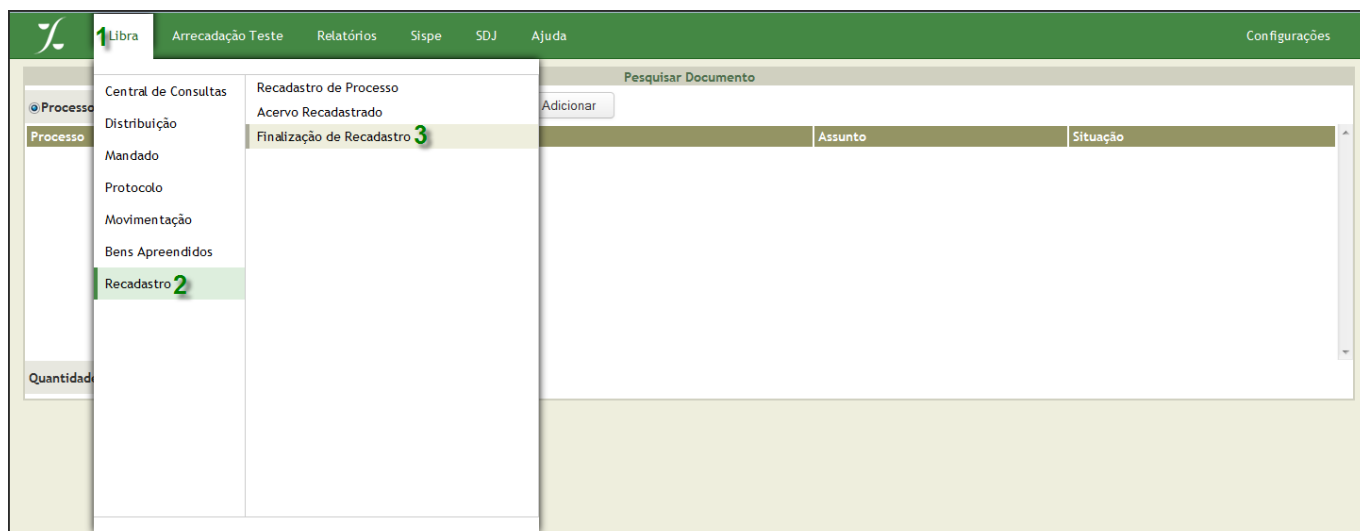 1 Libra Arrecadação Teste Relatórios Sispe SDJ Ajuda Configurações
Pesquisar Documento
Processo Adicionar
Processo Assunto Situação
Central de Consultas
Distribuição
Mandado
Protocolo
Movimentação
Bens Apreendidos
Recadastro 2
Recadastro de Processo
Acervo Recadastrado
Finalização de Recadastro 3